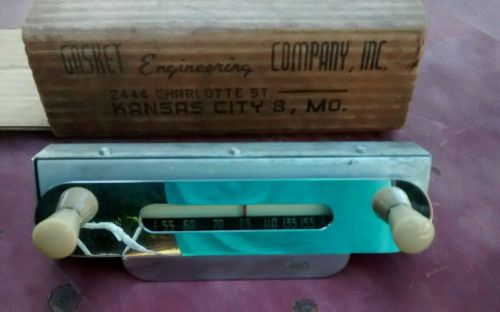 GASKET Engineering COMPANY, INC.
2444 CHARLOTTE ST.
KANSAS CITY 8, MO.
55 60 70 85 110 135 155